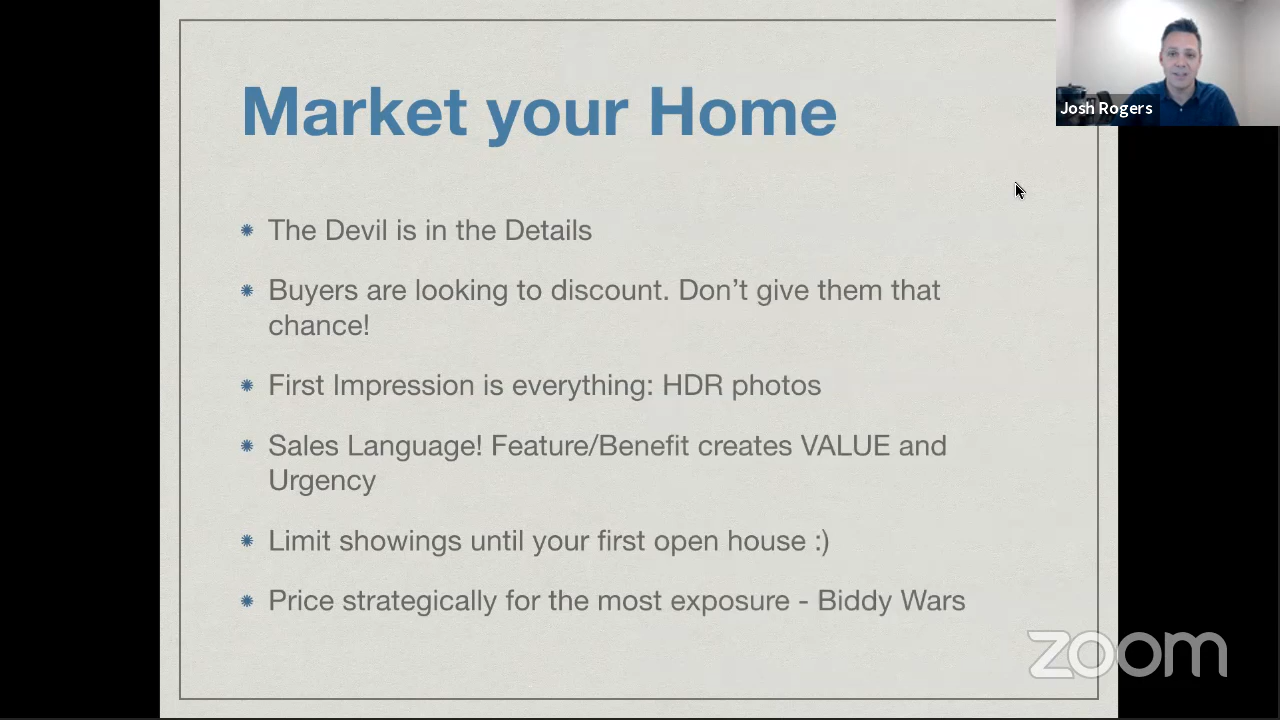 Market your Home
Josh Rogers
The Devil is in the Details
Buyers are looking to discount. Don’t give them that
chance!
First Impression is everything: HDR photos
Sales Language! Feature/Benefit creates VALUE and
Urgency
Limit showings until your first open house :)
Price strategically for the most exposure - Biddy Wars
zoom